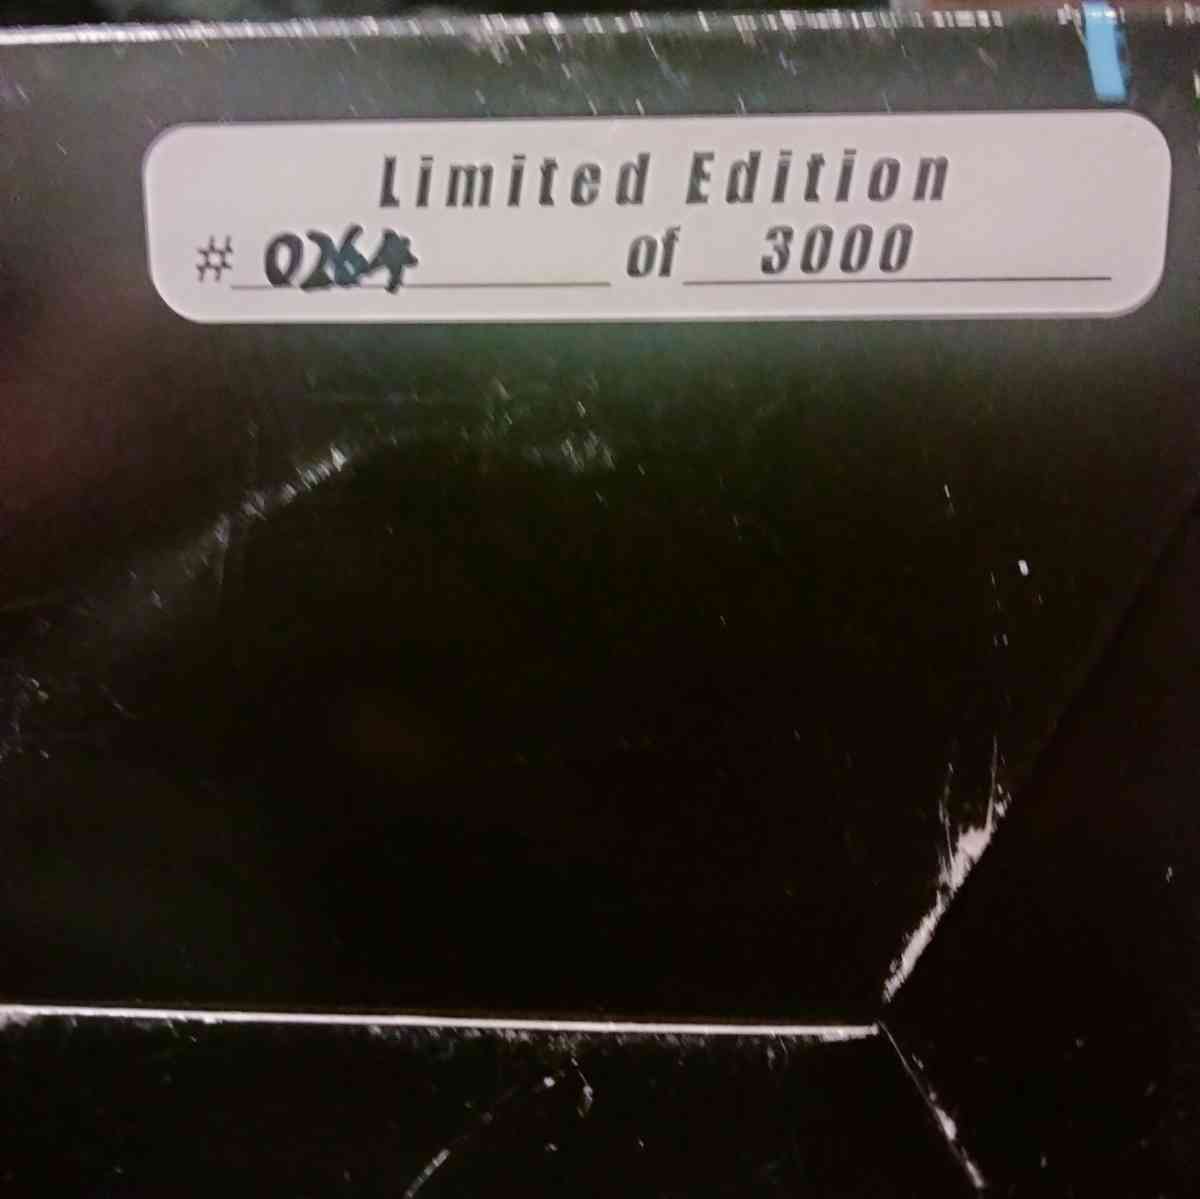 Limited Edition
# 0264 of 3000